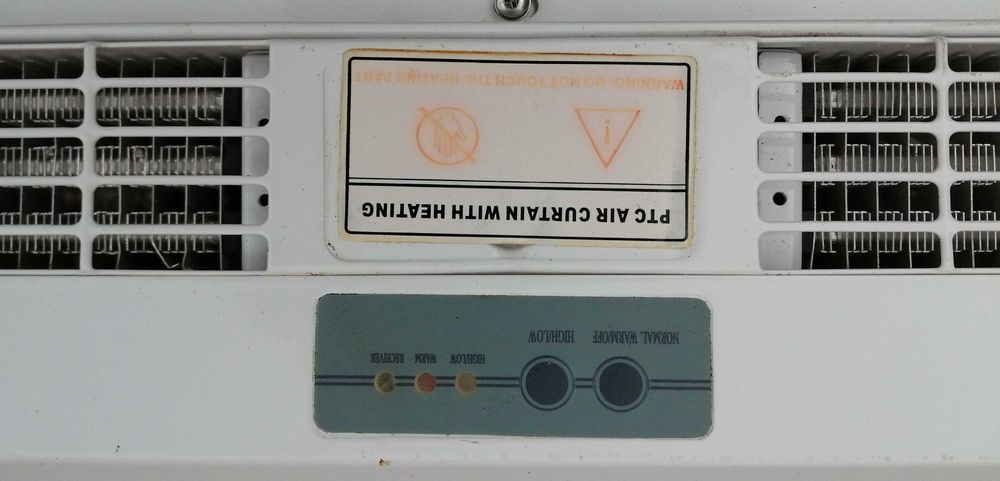 PTC AIR CURTAIN WITH HEATING
WARNING: DO NOT TOUCH THE HEATING PART
NORMAL. WARM/OFF HIGH/LOW
HIGH/LOW WARM RECEIVER